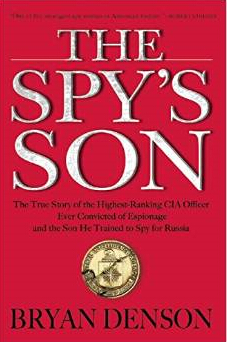 THE
SPY'S
SON
The True Story of the Highest-Ranking CIA Officer
Ever Convicted of Espionage
and the Son He Trained to Spy for Russia
BRYAN DENSON